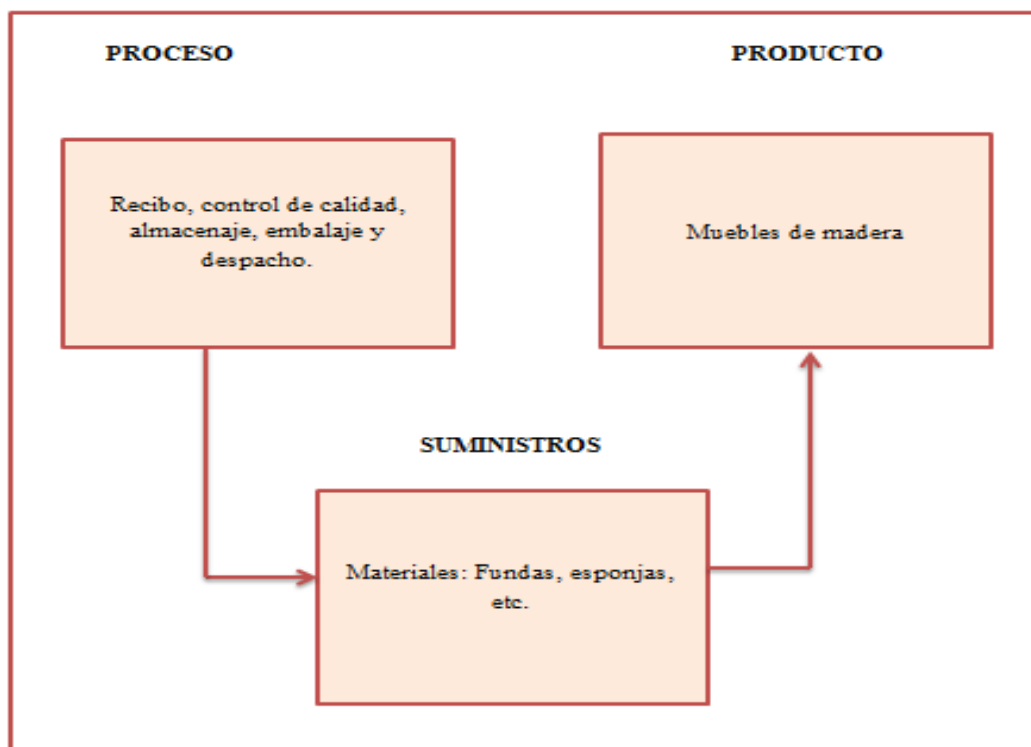 PROCESO
PRODUCTO
Recibo, control de calidad,
almacenaje, embalaje y
despacho.
Muebles de madera
SUMINISTROS
Materiales: Fundas, esponjas,
etc.